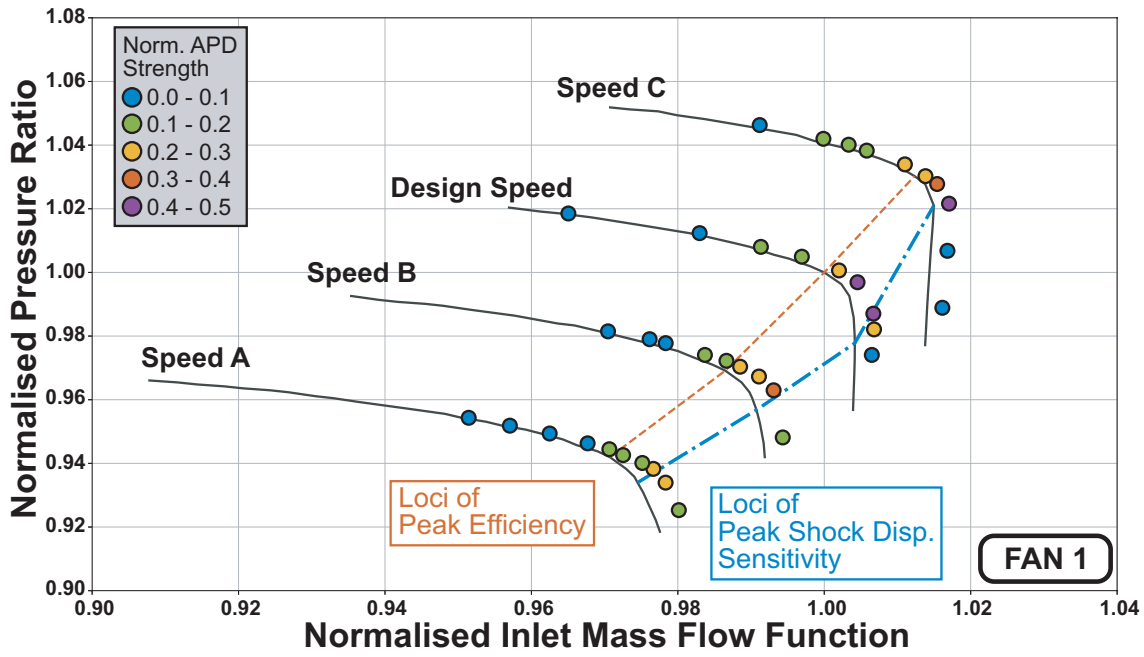 1.08
1.06
1.04
1.02
1.00
0.98
0.96
0.94
0.92
0.90
Normalised Pressure Ratio
Norm. APD
Strength
0.0 - 0.1
0.1 - 0.2
0.2 - 0.3
0.3 - 0.4
0.4 - 0.5
Speed C
Design Speed
Speed B
Speed A
Loci of
Peak Efficiency
Loci of
Peak Shock Disp.
Sensitivity
FAN 1
0.90 0.92 0.94 0.96 0.98 1.00 1.02 1.04
Normalised Inlet Mass Flow Function